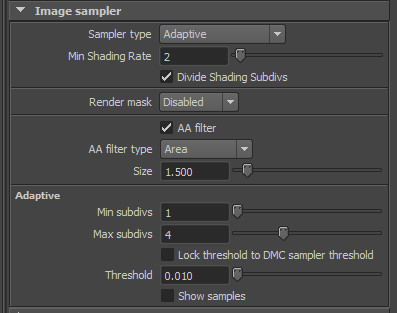 Image sampler
Sampler type Adaptive
Min Shading Rate 2
Divide Shading Subdivs
Render mask Disabled
AA filter
AA filter type Area
Size 1.500
Adaptive
Min subdivs 1
Max subdivs 4
Lock threshold to DMC sampler threshold
Threshold 0.010
Show samples